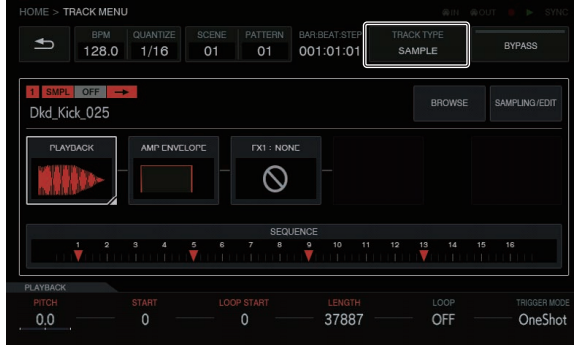 HOME > TRACK MENU
IN OUT SYNC
BPM QUANTIZE SCENE PATTERN BAR:BEAT:STEP TRACK TYPE BYPASS
128.0 1/16 01 01 001:01:01 SAMPLE
1 SMPL OFF
Dkd_Kick_025
BROWSE SAMPLING/EDIT
PLAYBACK AMP ENVELOPE FX1 : NONE
SEQUENCE
1 2 3 4 5 6 7 8 9 10 11 12 13 14 15 16
PLAYBACK
PITCH START LOOP START LENGTH LOOP TRIGGER MODE
0.0 0 0 37887 OFF OneShot